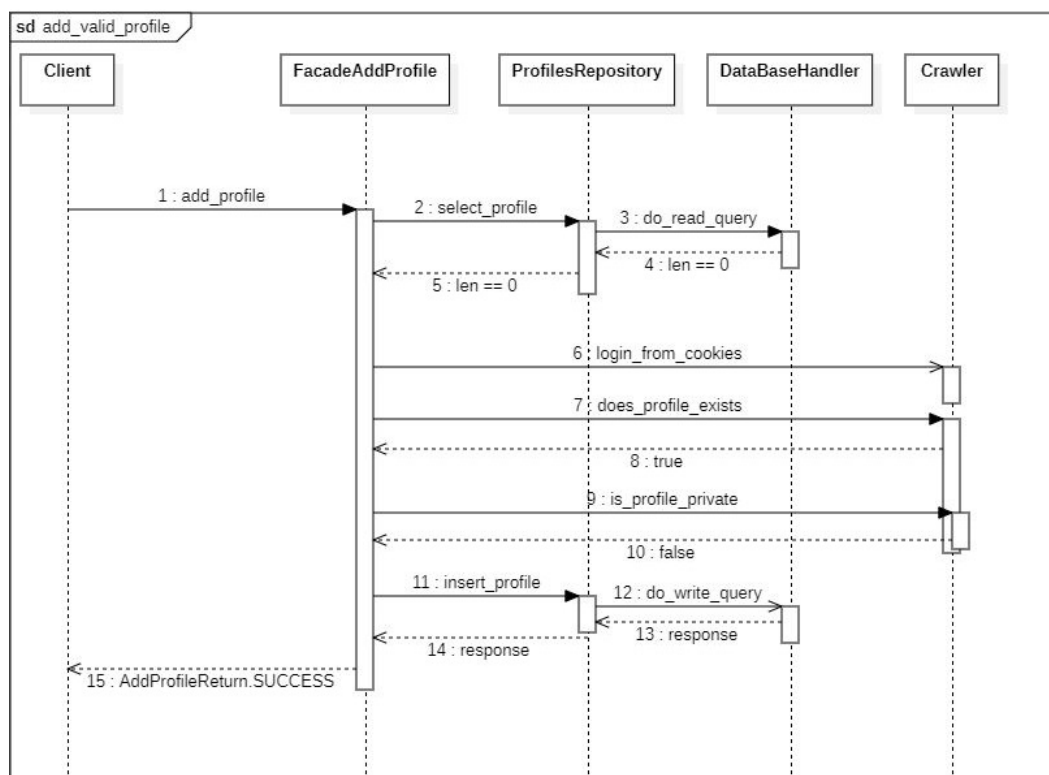 sd add_valid_profile
Client
FacadeAddProfile
ProfilesRepository
DataBaseHandler
Crawler
1 : add_profile
2 : select_profile
3 : do_read_query
4 : len == 0
5 : len == 0
6 : login_from_cookies
7 : does_profile_exists
8 : true
9 : is_profile_private
10 : false
11 : insert_profile
12 : do_write_query
13 : response
14 : response
15 : AddProfileReturn.SUCCESS